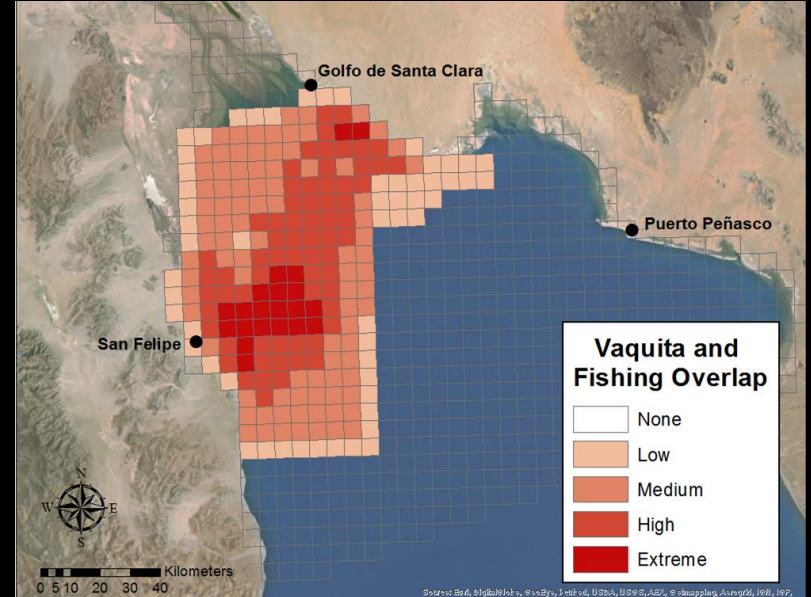 Golfo de Santa Clara
Puerto Peñasco
San Felipe
Vaquita and
Fishing Overlap
None
Low
Medium
High
Extreme
N
W E
S
Kilometers
0 5 10 20 30 40